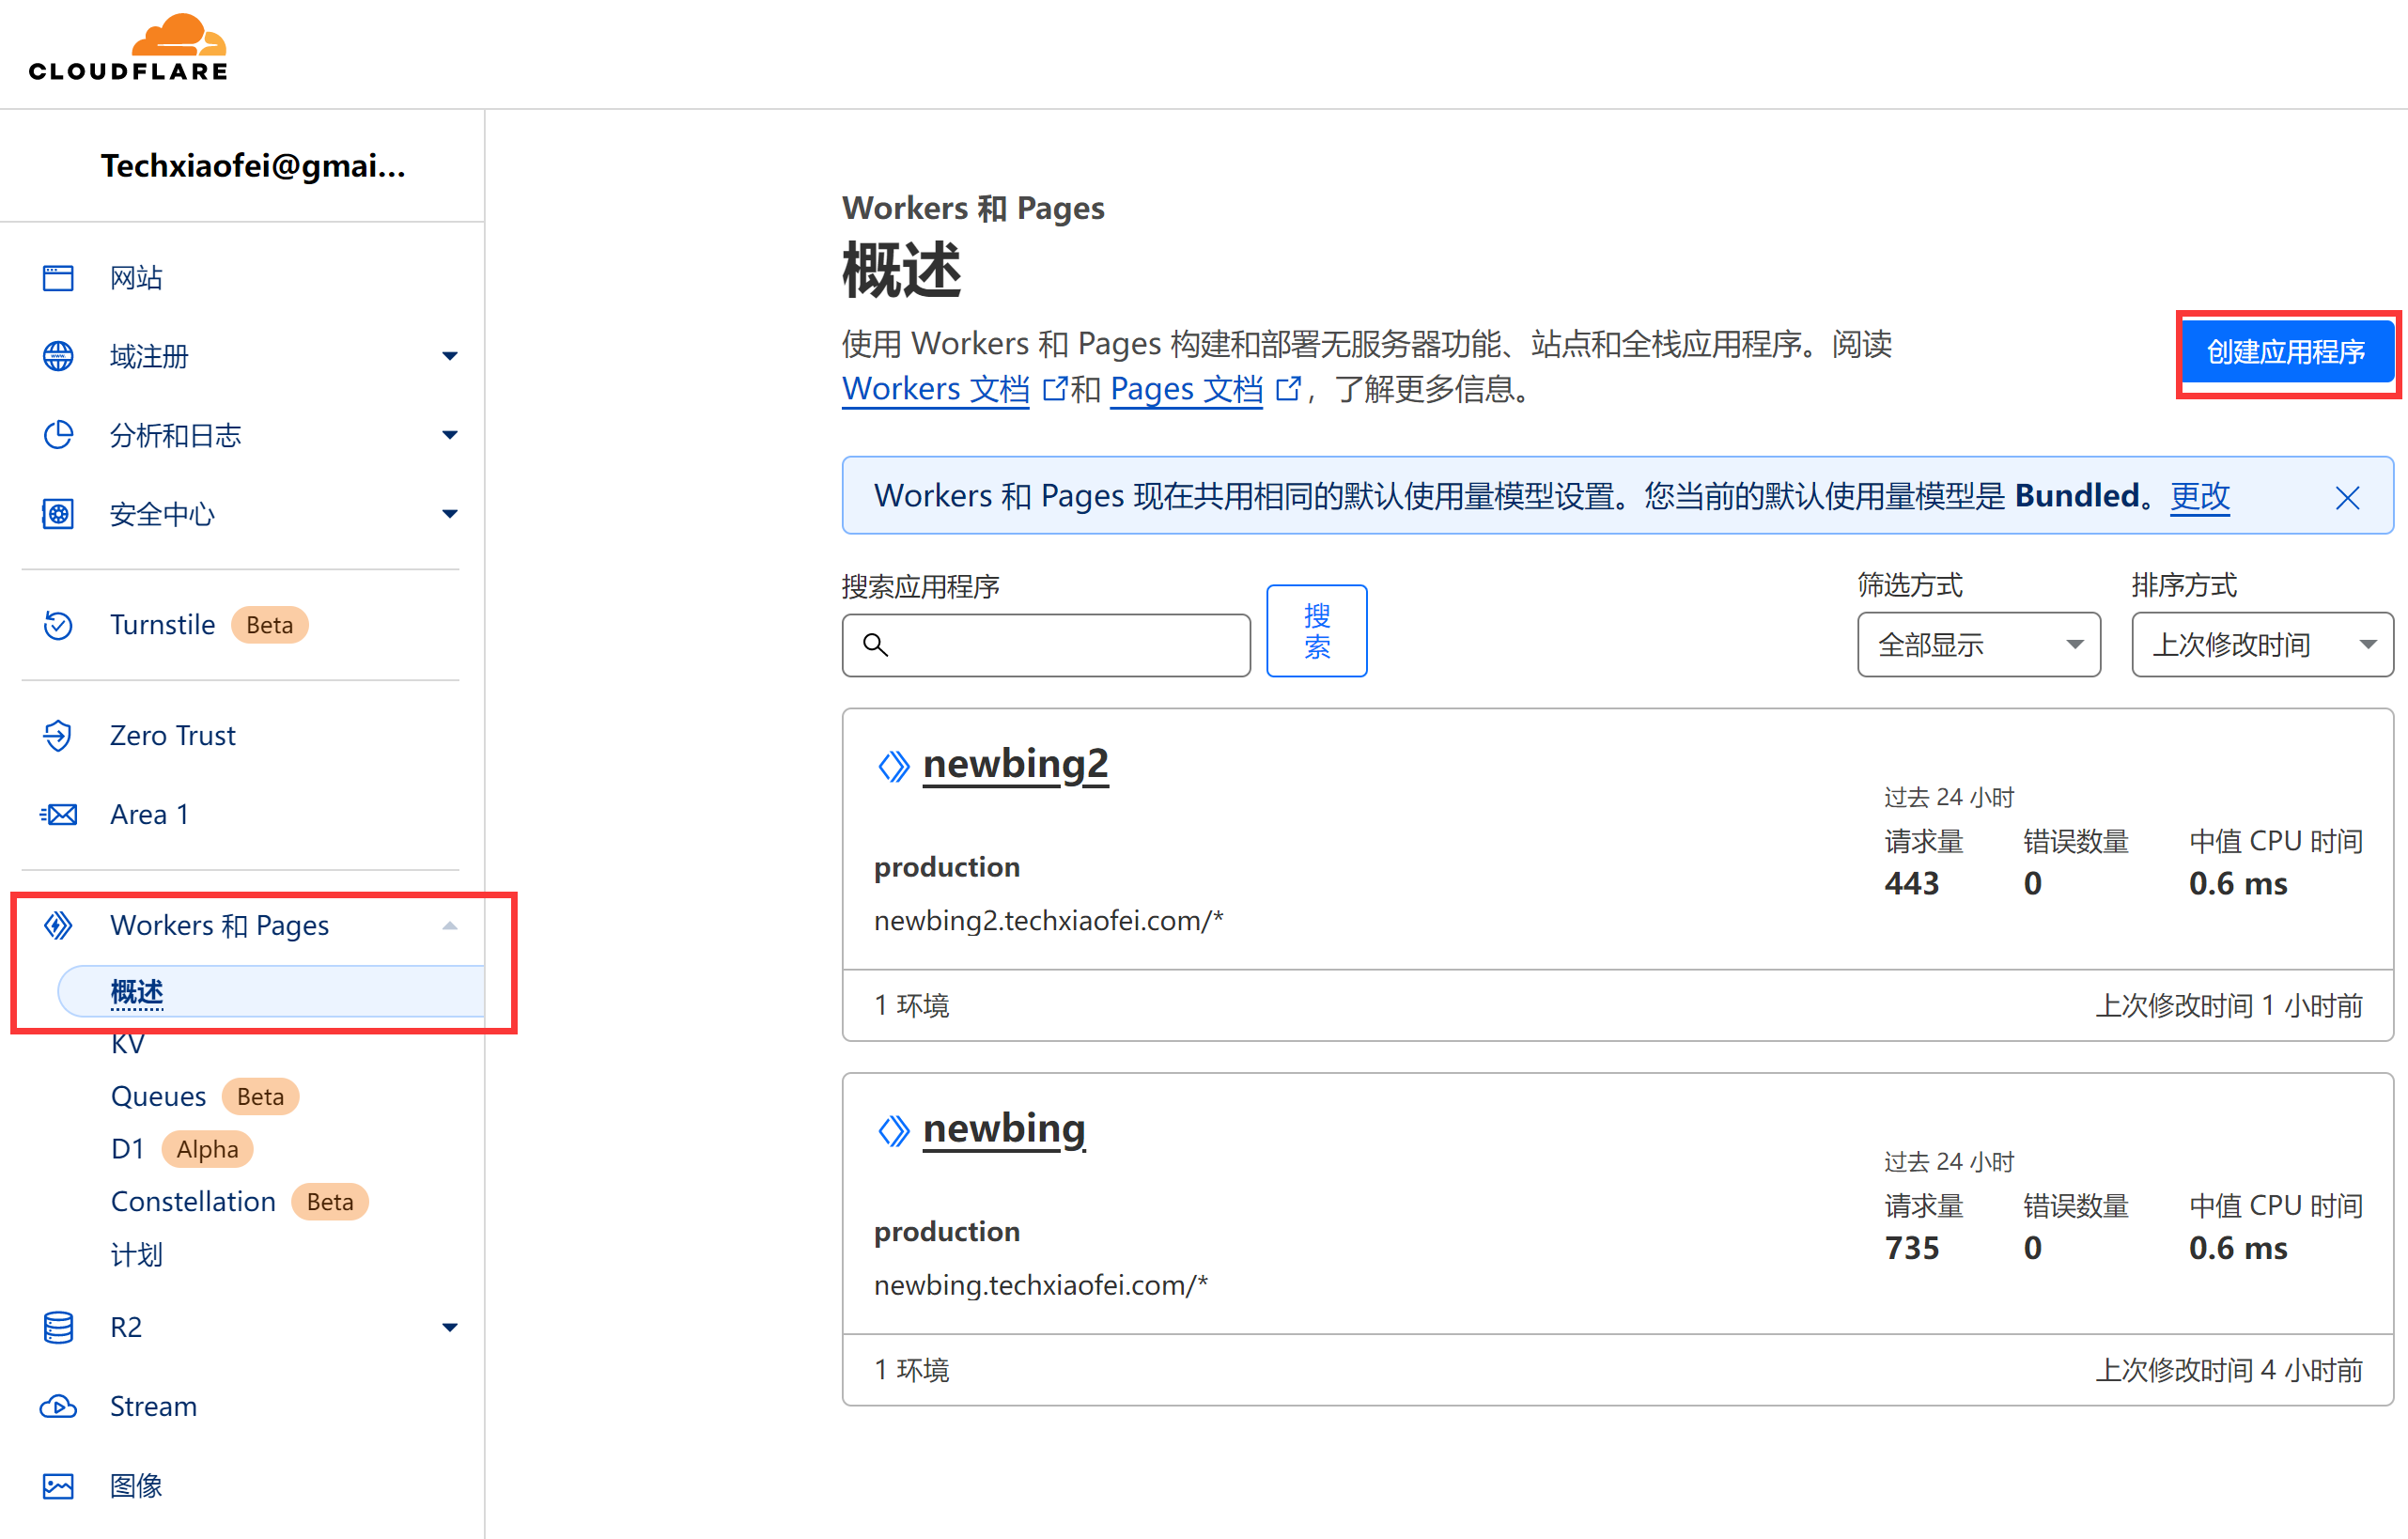 CLOUDFLARE
Techxiaofei@gmai...
网站
域注册
分析和日志
安全中心
Turnstile Beta
Zero Trust
Area 1
Workers 和 Pages
概述
KV
Queues Beta
D1 Alpha
Constellation Beta
计划
R2
Stream
图像
Workers 和 Pages
概述
使用 Workers 和 Pages 构建和部署无服务器功能、站点和全栈应用程序。阅读
Workers 文档 和 Pages 文档 ，了解更多信息。
创建应用程序
Workers 和 Pages 现在共用相同的默认使用量模型设置。您当前的默认使用量模型是 Bundled。更改
搜索应用程序
搜
索
筛选方式
全部显示
排序方式
上次修改时间
newbing2
production
newbing2.techxiaofei.com/*
过去 24 小时
请求量 错误数量 中值 CPU 时间
443 0 0.6 ms
1 环境 上次修改时间 1 小时前
newbing
production
newbing.techxiaofei.com/*
过去 24 小时
请求量 错误数量 中值 CPU 时间
735 0 0.6 ms
1 环境 上次修改时间 4 小时前